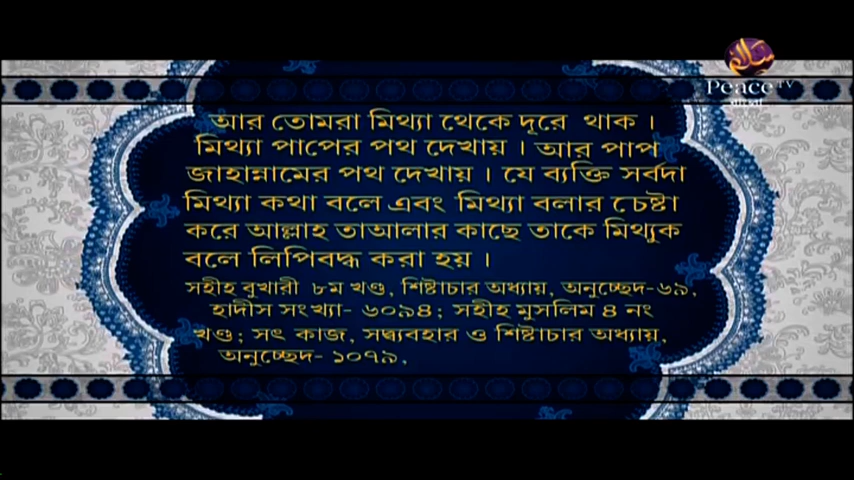 سلام
Peace TV
বাংলা
আর তোমরা মিথ্যা থেকে দূরে থাক ।
মিথ্যা পাপের পথ দেখায় । আর পাপ
জাহান্নামের পথ দেখায় । যে ব্যক্তি সর্বদা
মিথ্যা কথা বলে এবং মিথ্যা বলার চেষ্টা
করে আল্লাহ তাআলার কাছে তাকে মিথ্যুক
বলে লিপিবদ্ধ করা হয় ।
সহীহ বুখারী ৮ম খণ্ড, শিষ্টাচার অধ্যায়, অনুচ্ছেদ-৬৯,
হাদীস সংখ্যা- ৬০৯৪; সহীহ মুসলিম ৪ নং
খণ্ড; সৎ কাজ, সদ্ব্যবহার ও শিষ্টাচার অধ্যায়,
অনুচ্ছেদ- ১০৭৯,